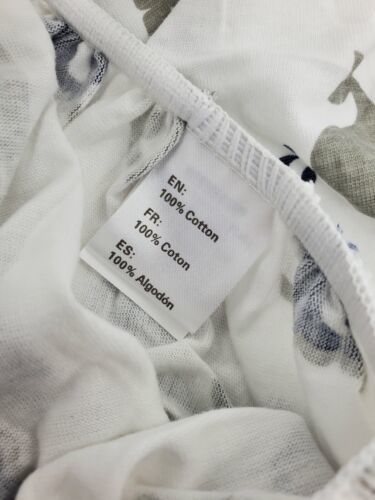 EN:
100% Cotton
FR:
100% Coton
ES:
100% Algodón